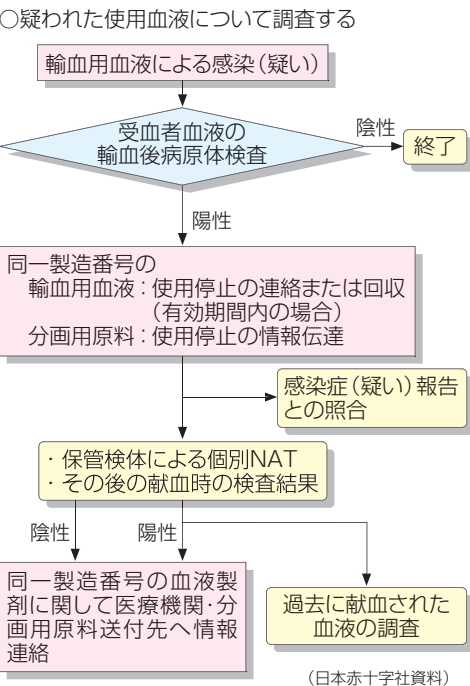 ○疑われた使用血液について調査する
輸血用血液による感染（疑い）
受血者血液の
輸血後病原体検査
陰性
終了
陽性
同一製造番号の
輸血用血液：使用停止の連絡または回収
（有効期間内の場合）
分画用原料：使用停止の情報伝達
感染症（疑い）報告
との照合
・保管検体による個別NAT
・その後の献血時の検査結果
陰性
陽性
同一製造番号の血液製
剤に関して医療機関・分
画用原料送付先へ情報
連絡
過去に献血された
血液の調査
（日本赤十字社資料）